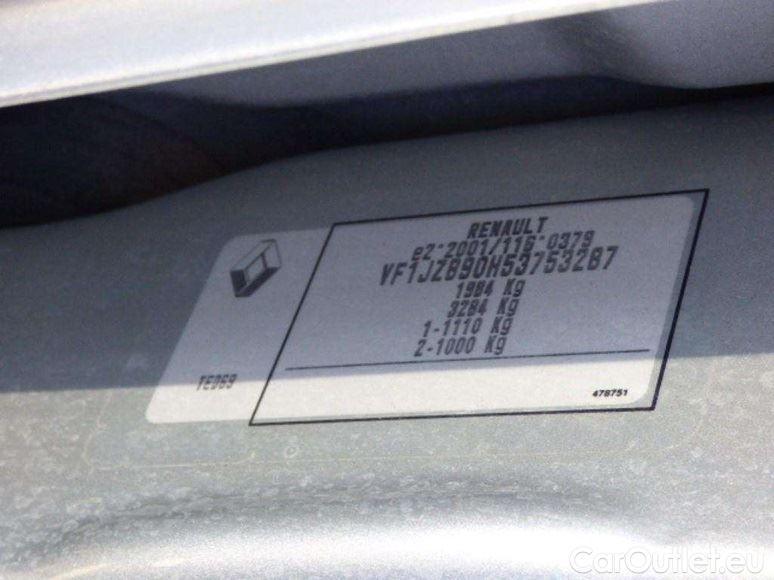 RENAULT
e2*2001/116*0379
VF1JZ890H53753287
1984 Kg
3284 Kg
1-1110 Kg
2-1000 Kg
TED69
478751
CarOutlet.eu